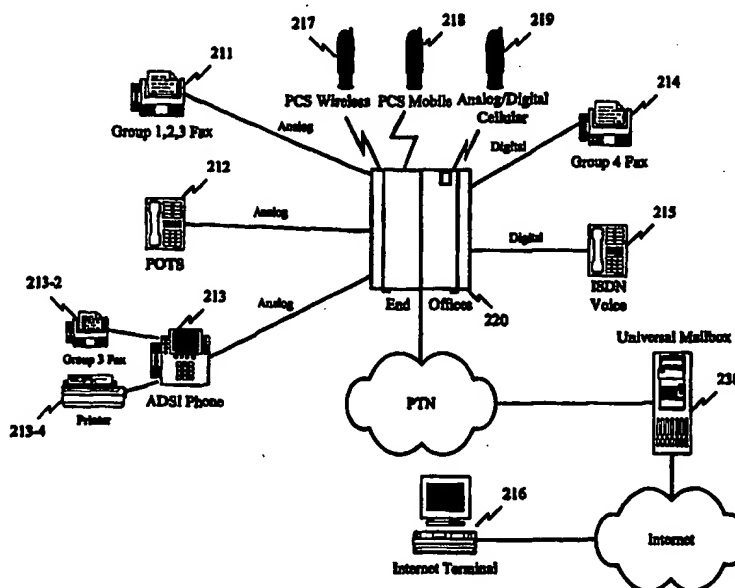 217
218
219
211
PCS Wireless
PCS Mobile
Analog/Digital
Cellular
214
Group 1,2,3 Fax
Analog
Digital
Group 4 Fax
212
Analog
POTS
Digital
215
ISDN
Voice
213-2
213
Analog
End
Offices
220
Group 3 Fax
ADSI Phone
Printer
213-4
Universal Mailbox
PTN
216
Internet Terminal
Internet